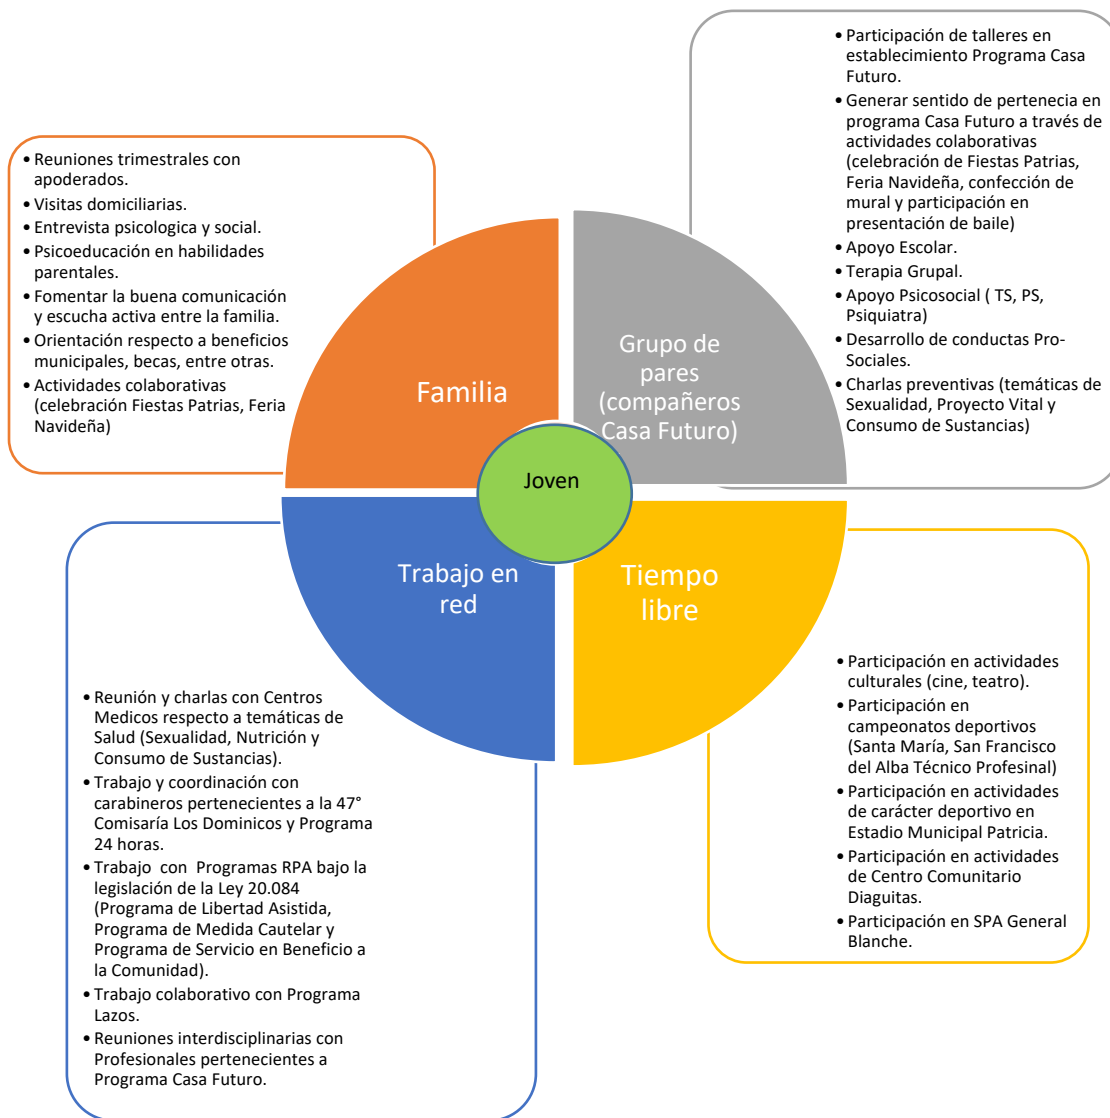 • Participación de talleres en
establecimiento Programa Casa
Futuro.
• Generar sentido de pertenecia en
programa Casa Futuro a través de
actividades colaborativas
(celebración de Fiestas Patrias,
Feria Navideña, confección de
mural y participación en
presentación de baile)
• Apoyo Escolar.
• Terapia Grupal.
• Apoyo Psicosocial ( TS, PS,
Psiquiatra)
• Desarrollo de conductas Pro-
Sociales.
• Charlas preventivas (temáticas de
Sexualidad, Proyecto Vital y
Consumo de Sustancias)
• Reuniones trimestrales con
apoderados.
• Visitas domiciliarias.
• Entrevista psicologica y social.
• Psicoeducación en habilidades
parentales.
• Fomentar la buena comunicación
y escucha activa entre la familia.
• Orientación respecto a beneficios
municipales, becas, entre otras.
• Actividades colaborativas
(celebración Fiestas Patrias, Feria
Navideña)
Familia
Grupo de
pares
(compañeros
Casa Futuro)
Joven
Trabajo en
red
Tiempo
libre
• Reunión y charlas con Centros
Medicos respecto a temáticas de
Salud (Sexualidad, Nutrición y
Consumo de Sustancias).
• Trabajo y coordinación con
carabineros pertenecientes a la 47°
Comisaría Los Dominicos y Programa
24 horas.
• Trabajo con Programas RPA bajo la
legislación de la Ley 20.084
(Programa de Libertad Asistida,
Programa de Medida Cautelar y
Programa de Servicio en Beneficio a
la Comunidad).
• Trabajo colaborativo con Programa
Lazos.
• Reuniones interdisciplinarias con
Profesionales pertenecientes a
Programa Casa Futuro.
• Participación en actividades
culturales (cine, teatro).
• Participación en
campeonatos deportivos
(Santa María, San Francisco
del Alba Técnico Profesinal)
• Participación en actividades
de carácter deportivo en
Estadio Municipal Patricia.
• Participación en actividades
de Centro Comunitario
Diaguitas.
• Participación en SPA General
Blanche.